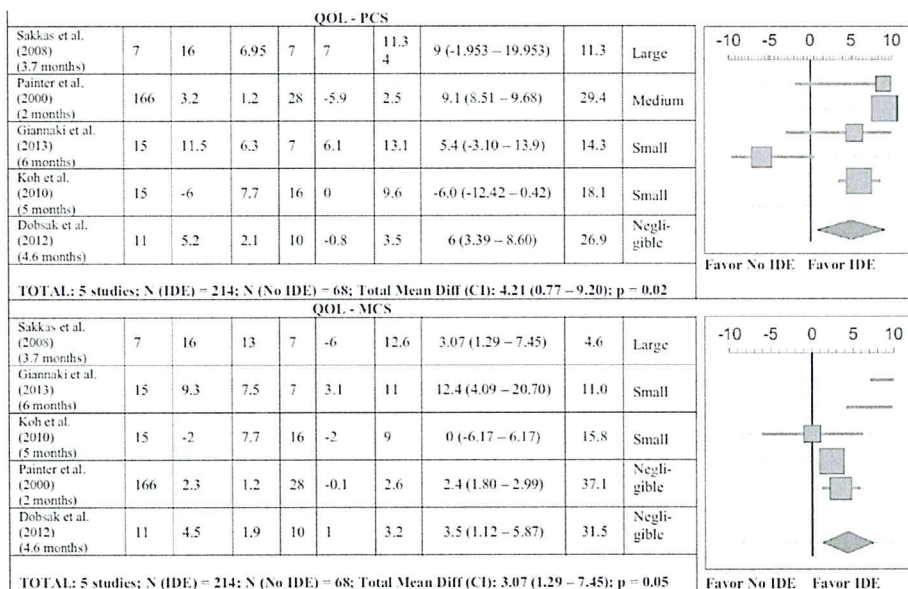 QOL - PCS
Sakkas et al. (2008) (3.7 months) 7 16 6.95 7 7 11.34 9 (-1.953 – 19.953) 11.3 Large
Painter et al. (2000) (2 months) 166 3.2 1.2 28 -5.9 2.5 9.1 (8.51 – 9.68) 29.4 Medium
Giannaki et al. (2013) (6 months) 15 11.5 6.3 7 6.1 13.1 5.4 (-3.10 – 13.9) 14.3 Small
Koh et al. (2010) (5 months) 15 -6 7.7 16 0 9.6 -6.0 (-12.42 – 0.42) 18.1 Small
Dobsak et al. (2012) (4.6 months) 11 5.2 2.1 10 -0.8 3.5 6 (3.39 – 8.60) 26.9 Negli-gible
-10 -5 0 5 10
Favor No IDE Favor IDE
TOTAL: 5 studies; N (IDE) = 214; N (No IDE) = 68; Total Mean Diff (CI): 4.21 (0.77 – 9.20); p = 0.02
QOL - MCS
Sakkas et al. (2008) (3.7 months) 7 16 13 7 -6 12.6 3.07 (1.29 – 7.45) 4.6 Large
Giannaki et al. (2013) (6 months) 15 9.3 7.5 7 3.1 11 12.4 (4.09 – 20.70) 11.0 Small
Koh et al. (2010) (5 months) 15 -2 7.7 16 -2 9 0 (-6.17 – 6.17) 15.8 Small
Painter et al. (2000) (2 months) 166 2.3 1.2 28 -0.1 2.6 2.4 (1.80 – 2.99) 37.1 Negli-gible
Dobsak et al. (2012) (4.6 months) 11 4.5 1.9 10 1 3.2 3.5 (1.12 – 5.87) 31.5 Negli-gible
-10 -5 0 5 10
TOTAL: 5 studies; N (IDE) = 214; N (No IDE) = 68; Total Mean Diff (CI): 3.07 (1.29 – 7.45); p = 0.05
Favor No IDE Favor IDE